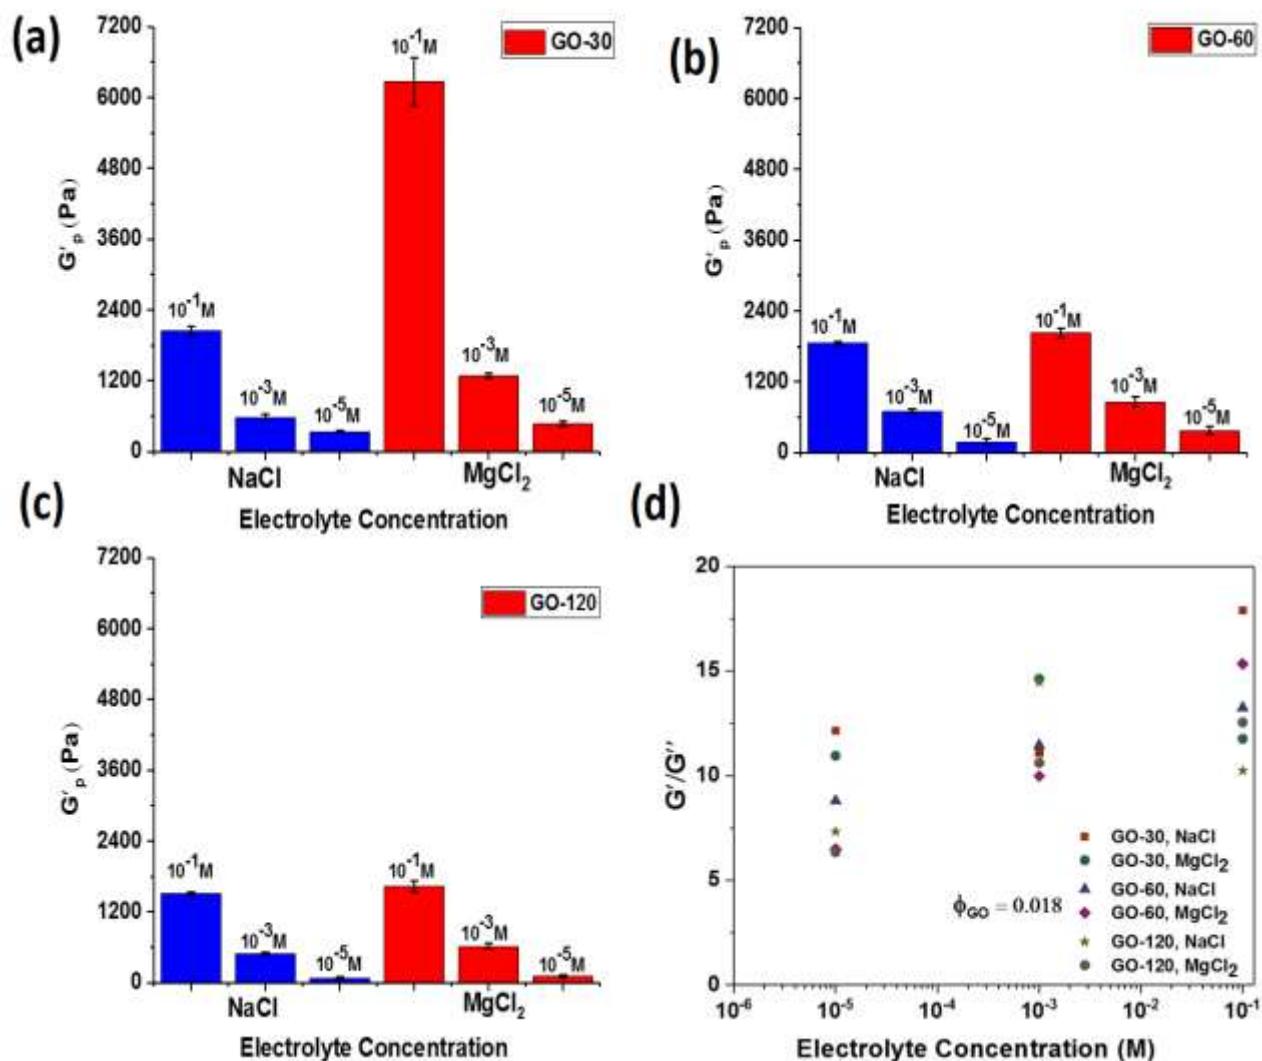 (a)
7200
6000
4800
3600
2400
1200
0
G′p (Pa)
GO-30
10⁻¹M
10⁻³M
10⁻⁵M
10⁻¹M
10⁻³M
10⁻⁵M
NaCl MgCl₂
Electrolyte Concentration
(b)
7200
6000
4800
3600
2400
1200
0
G′p (Pa)
GO-60
10⁻¹M
10⁻³M
10⁻⁵M
10⁻¹M
10⁻³M
10⁻⁵M
NaCl MgCl₂
Electrolyte Concentration
(c)
7200
6000
4800
3600
2400
1200
0
G′p (Pa)
GO-120
10⁻¹M
10⁻³M
10⁻⁵M
10⁻¹M
10⁻³M
10⁻⁵M
NaCl MgCl₂
Electrolyte Concentration
(d)
20
15
10
5
0
G′/G′′
GO-30, NaCl
GO-30, MgCl₂
GO-60, NaCl
GO-60, MgCl₂
GO-120, NaCl
GO-120, MgCl₂
ϕGO = 0.018
10⁻⁶ 10⁻⁵ 10⁻⁴ 10⁻³ 10⁻² 10⁻¹
Electrolyte Concentration (M)